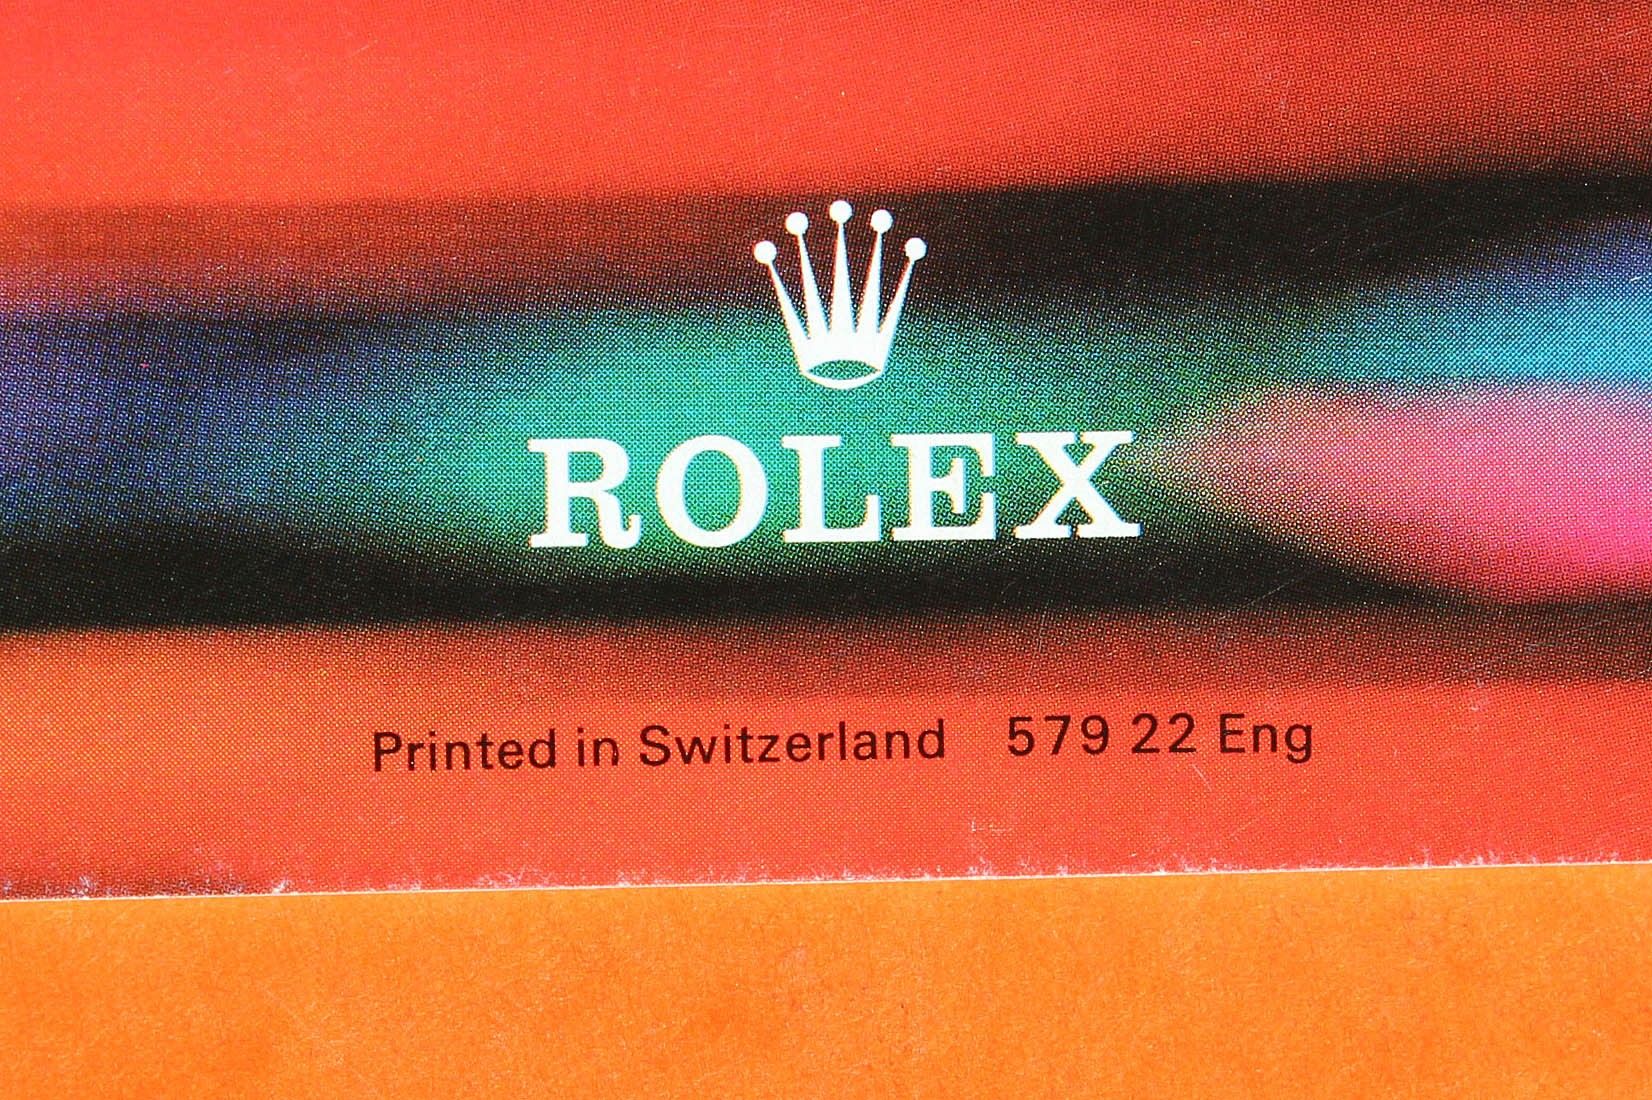 ROLEX
Printed in Switzerland 579 22 Eng